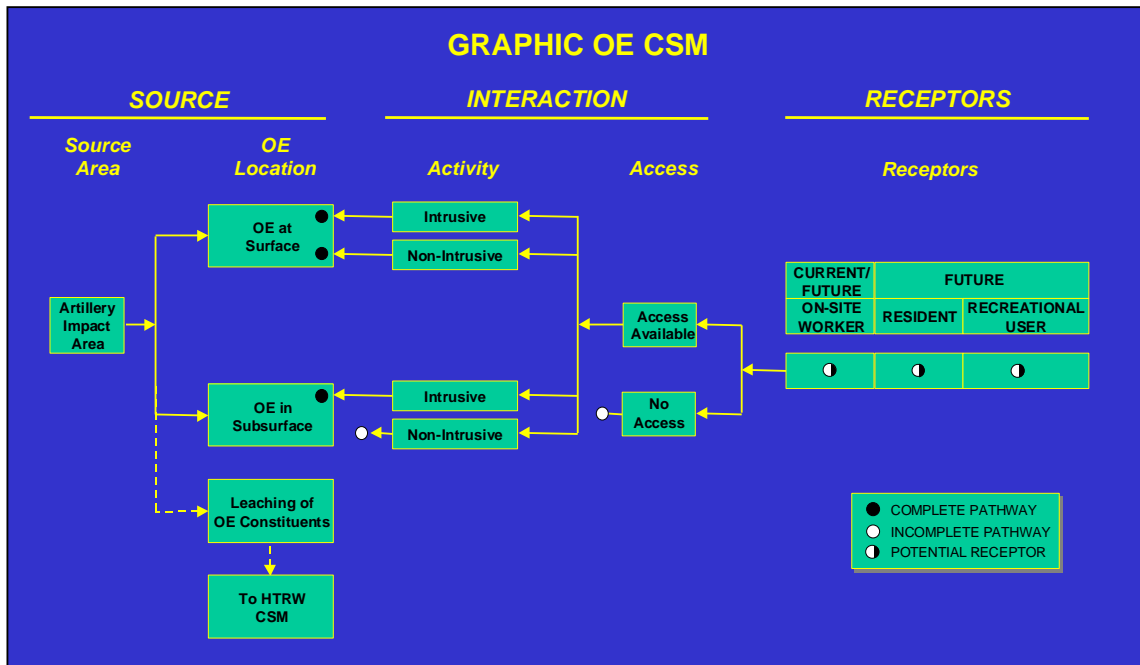 GRAPHIC OE CSM
SOURCE
INTERACTION
RECEPTORS
Source
Area
OE
Location
Activity
Access
Receptors
OE at
Surface
Intrusive
Non-Intrusive
Artillery
Impact
Area
Access
Available
CURRENT/
FUTURE
FUTURE
ON-SITE
WORKER
RESIDENT
RECREATIONAL
USER
OE in
Subsurface
Intrusive
Non-Intrusive
No
Access
Leaching of
OE Constituents
To HTRW
CSM
COMPLETE PATHWAY
INCOMPLETE PATHWAY
POTENTIAL RECEPTOR